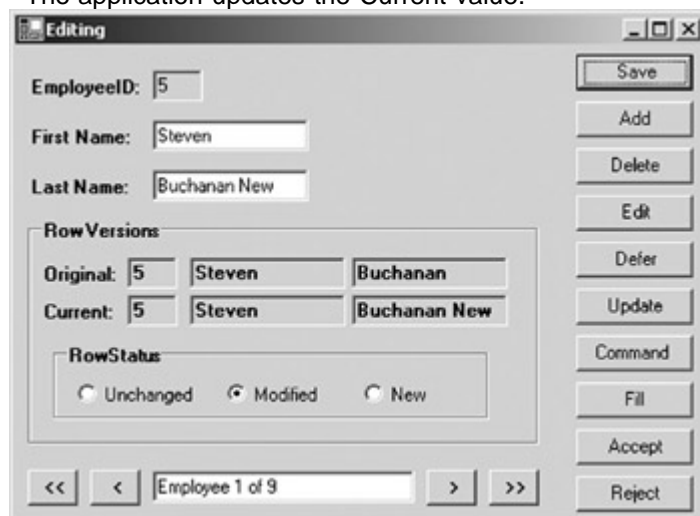 The application updates the Current value.
Editing
EmployeeID: 5
First Name: Steven
Last Name: Buchanan New
RowVersions
Original: 5 Steven Buchanan
Current: 5 Steven Buchanan New
RowStatus
Unchanged Modified New
<< < Employee 1 of 9 > >>
Save
Add
Delete
Edit
Defer
Update
Command
Fill
Accept
Reject